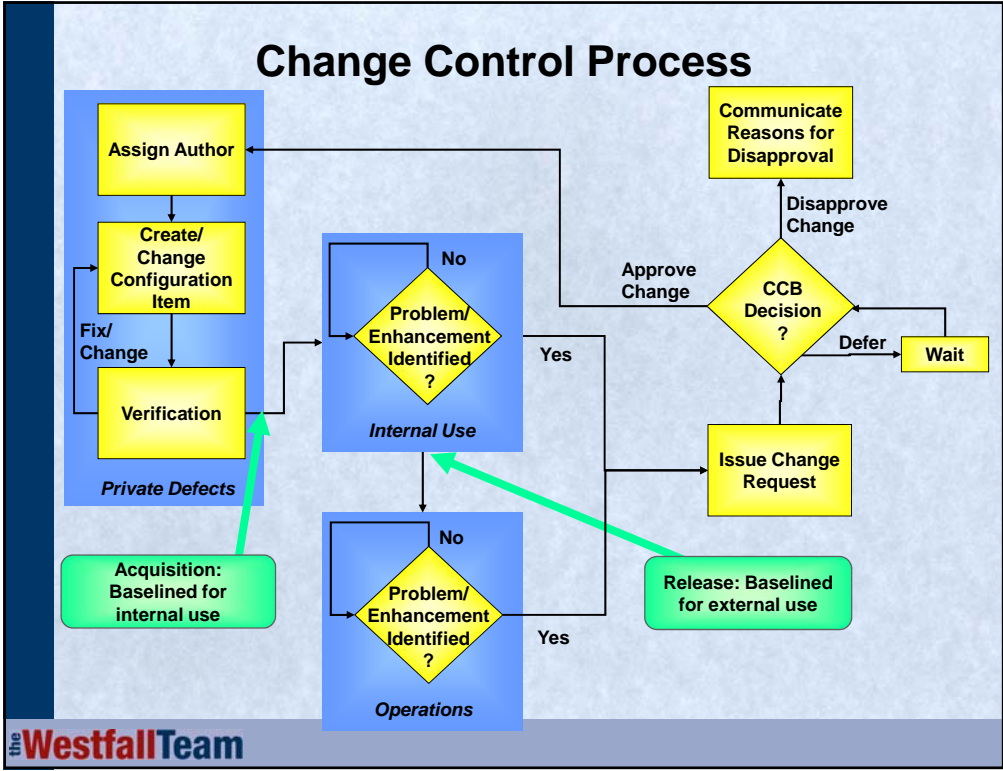 Change Control Process
Assign Author
Create/
Change
Configuration
Item
Fix/
Change
Verification
Private Defects
No
Problem/
Enhancement
Identified
?
Yes
Internal Use
No
Problem/
Enhancement
Identified
?
Yes
Operations
Communicate
Reasons for
Disapproval
Disapprove
Change
Approve
Change
CCB
Decision
?
Defer
Wait
Issue Change
Request
Acquisition:
Baselined for
internal use
Release: Baselined
for external use
the WestfallTeam